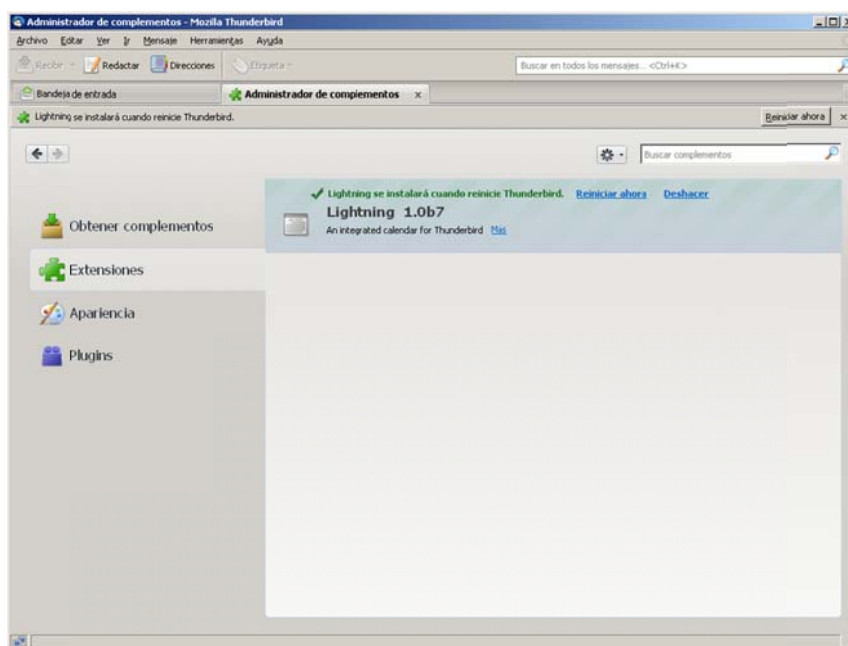 Administrador de complementos - Mozilla Thunderbird
Archivo Editar Ver Ir Mensaje Herramientas Ayuda
Recibir Redactar Direcciones Etiqueta Buscar en todos los mensajes... <Ctrl+K>
Bandeja de entrada Administrador de complementos x
Lightning se instalará cuando reinicie Thunderbird. Reiniciar ahora x
Buscar complementos
Lightning se instalará cuando reinicie Thunderbird. Reiniciar ahora Deshacer
Lightning 1.0b7
An integrated calendar for Thunderbird Más
Obtener complementos
Extensiones
Apariencia
Plugins